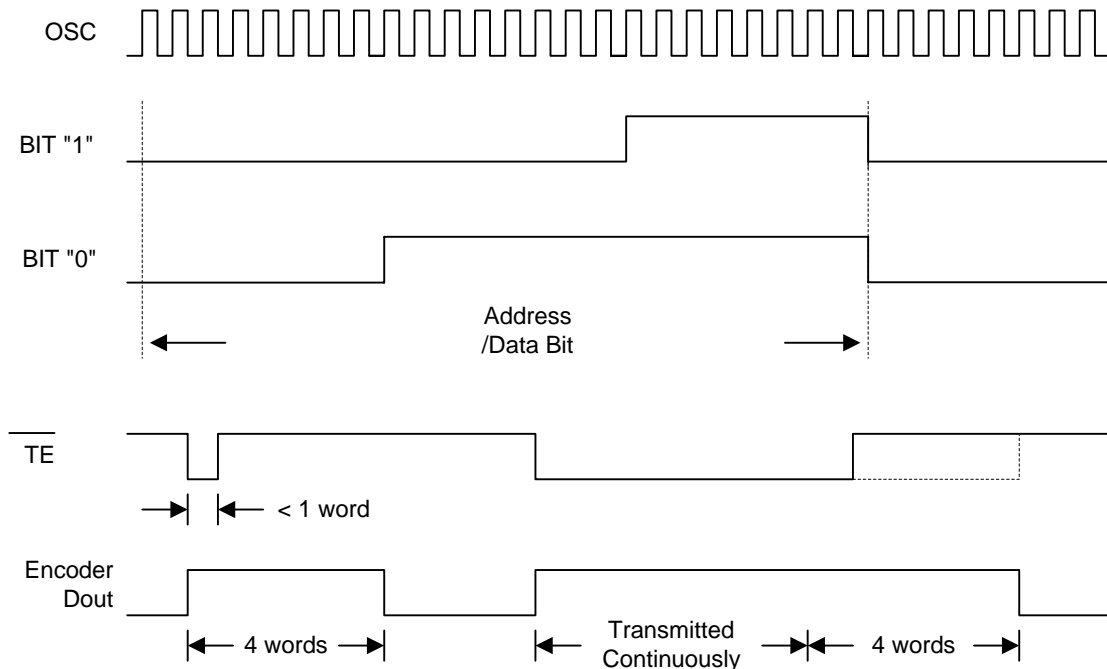 OSC
BIT "1"
BIT "0"
Address
/Data Bit
TE
< 1 word
Encoder
Dout
4 words
Transmitted
Continuously
4 words